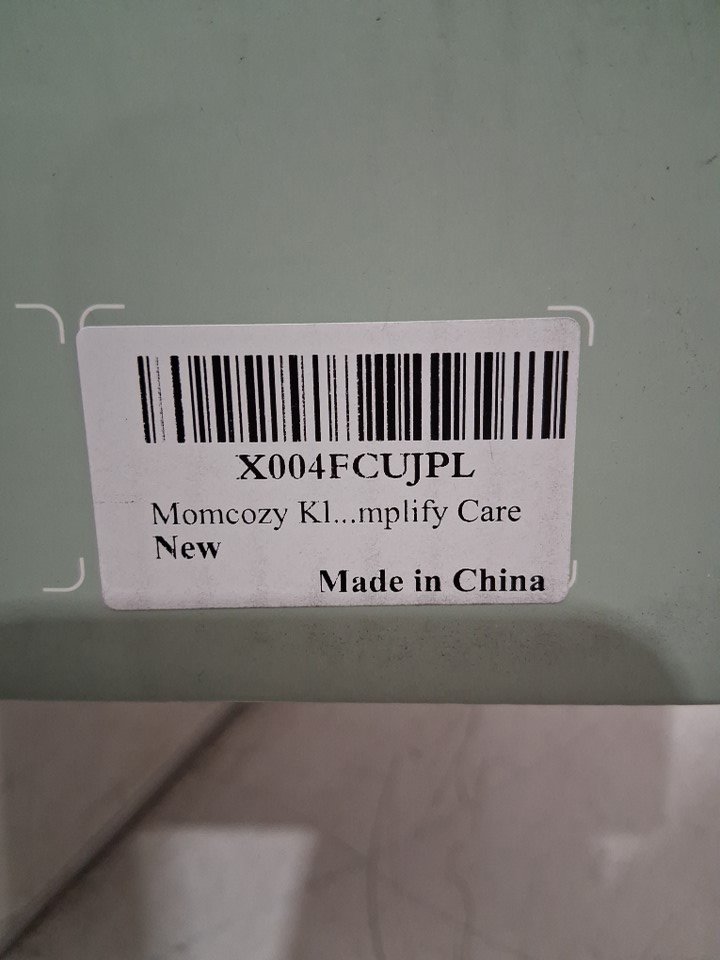 X004FCUJPL
Momcozy Kl...mplify Care
New
Made in China